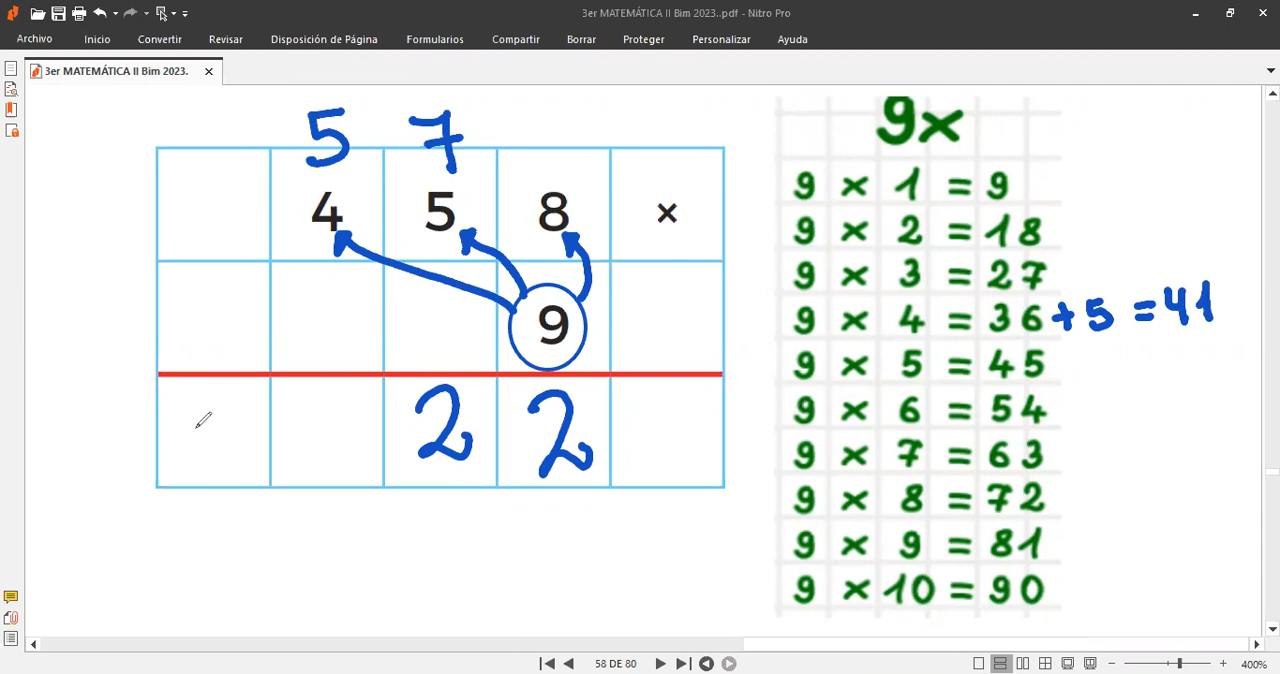 3er MATEMÁTICA II Bim 2023..pdf - Nitro Pro
Archivo Inicio Convertir Revisar Disposición de Página Formularios Compartir Borrar Proteger Personalizar Ayuda
3er MATEMÁTICA II Bim 2023. ×
5 7
4 5 8 ×
9
2 2
9×
9 × 1 = 9
9 × 2 = 18
9 × 3 = 27
9 × 4 = 36 +5 = 41
9 × 5 = 45
9 × 6 = 54
9 × 7 = 63
9 × 8 = 72
9 × 9 = 81
9 × 10 = 90
58 DE 80
400%